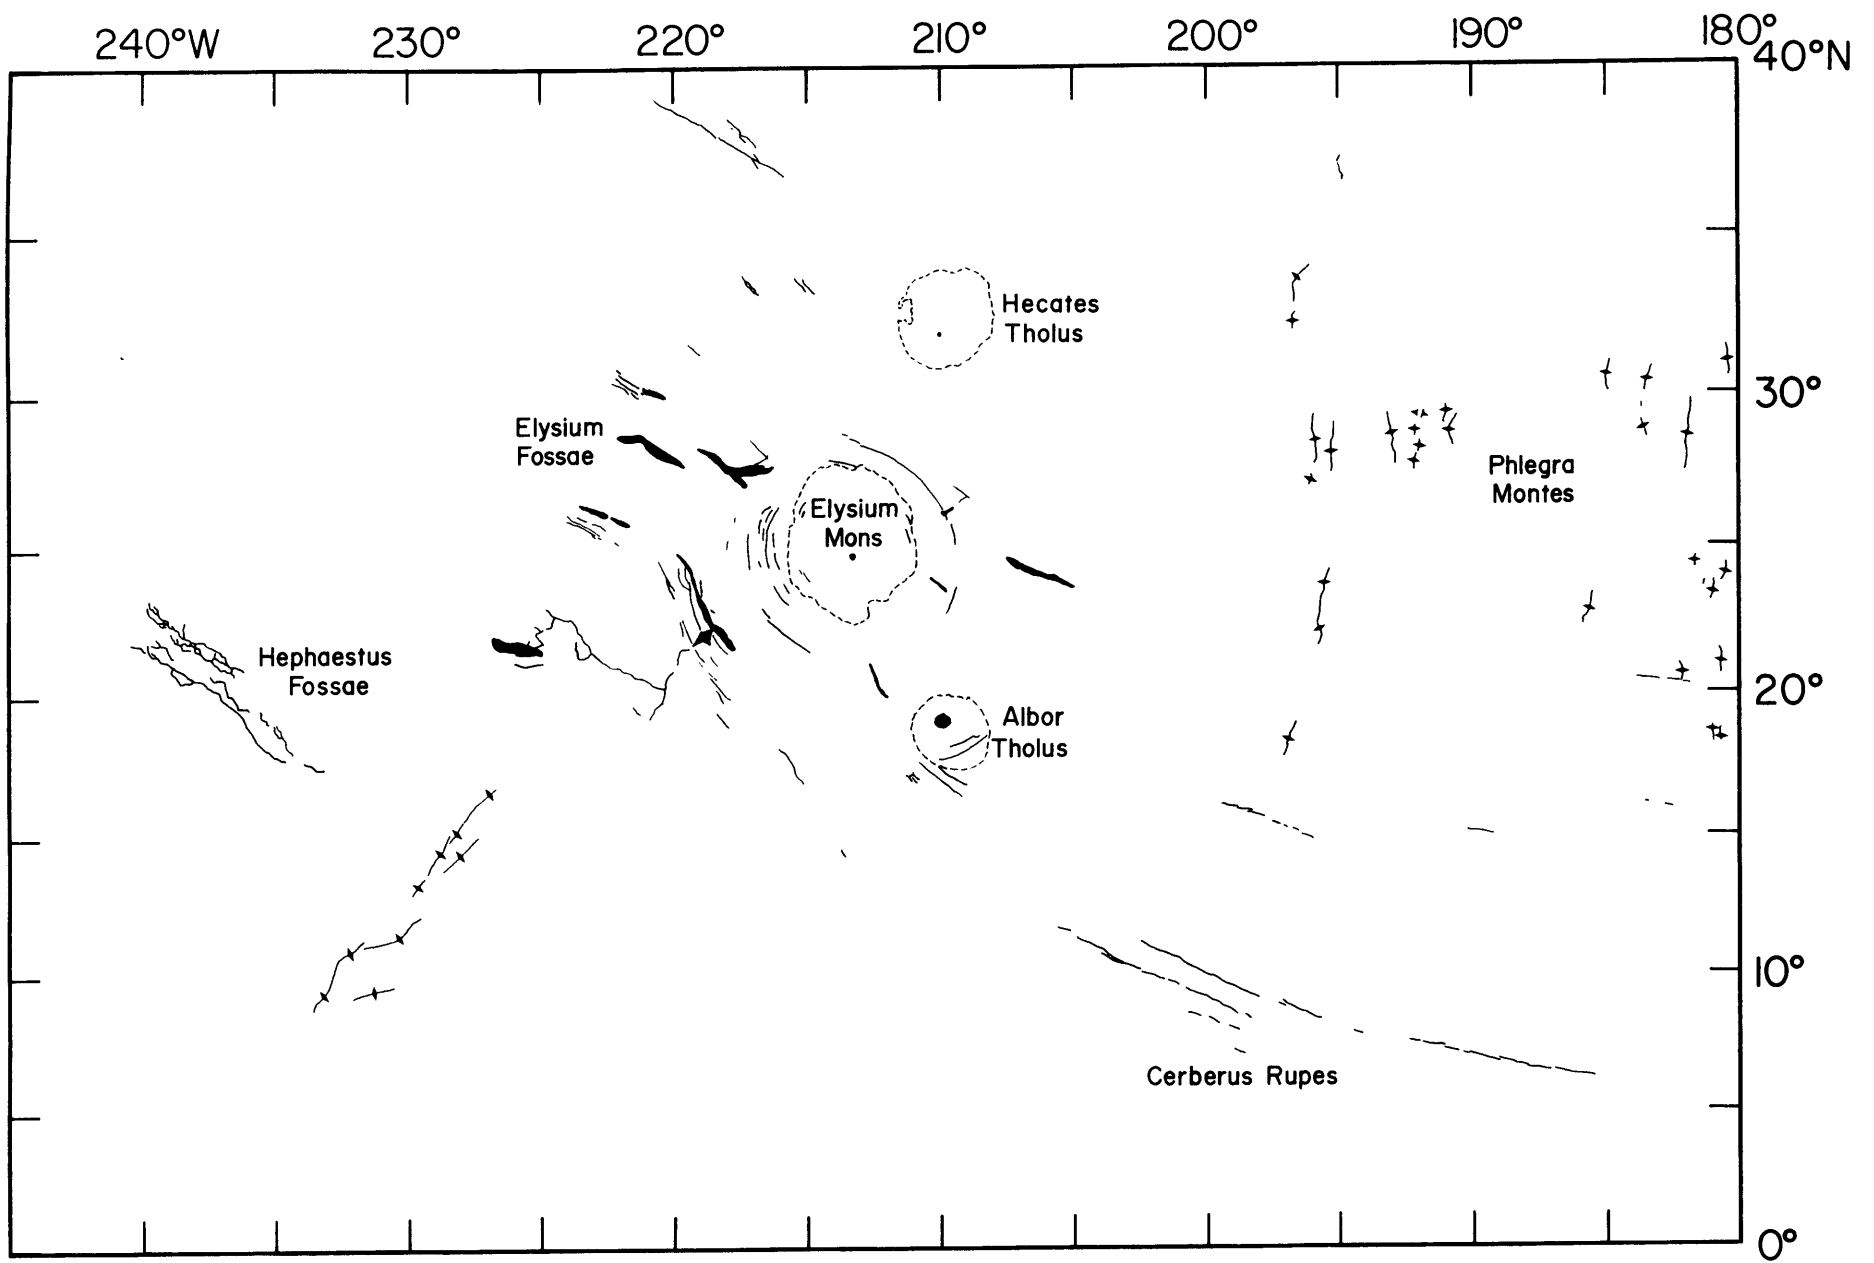 240°W 230° 220° 210° 200° 190° 180°
40°N
Hecates
Tholus
30°
Elysium
Fossae
Phlegra
Montes
Elysium
Mons
Hephaestus
Fossae
20°
Albor
Tholus
10°
Cerberus Rupes
0°